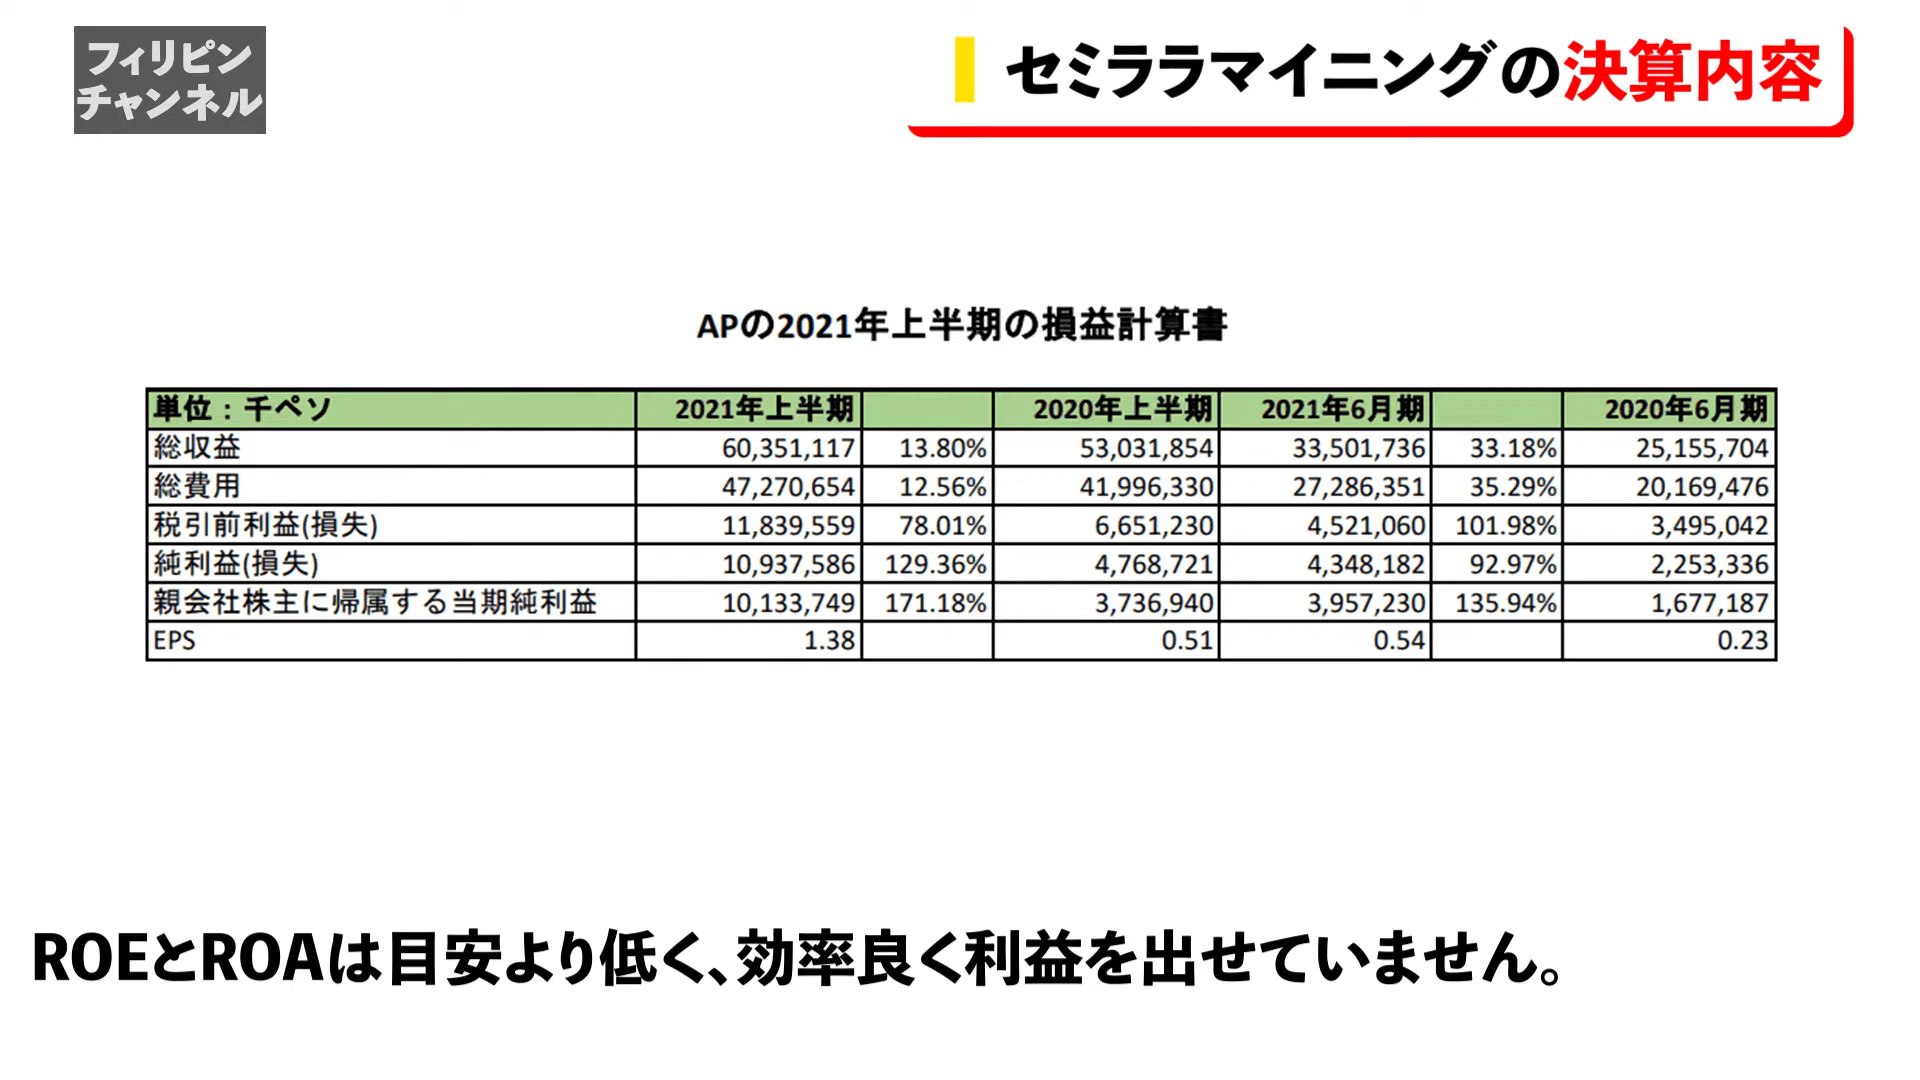 フィリピン
チャンネル
セミララマイニングの決算内容
APの2021年上半期の損益計算書
単位：千ペソ 2021年上半期 2020年上半期 2021年6月期 2020年6月期
総収益 60,351,117 13.80% 53,031,854 33,501,736 33.18% 25,155,704
総費用 47,270,654 12.56% 41,996,330 27,286,351 35.29% 20,169,476
税引前利益(損失) 11,839,559 78.01% 6,651,230 4,521,060 101.98% 3,495,042
純利益(損失) 10,937,586 129.36% 4,768,721 4,348,182 92.97% 2,253,336
親会社株主に帰属する当期純利益 10,133,749 171.18% 3,736,940 3,957,230 135.94% 1,677,187
EPS 1.38 0.51 0.54 0.23
ROEとROAは目安より低く、効率良く利益を出せていません。